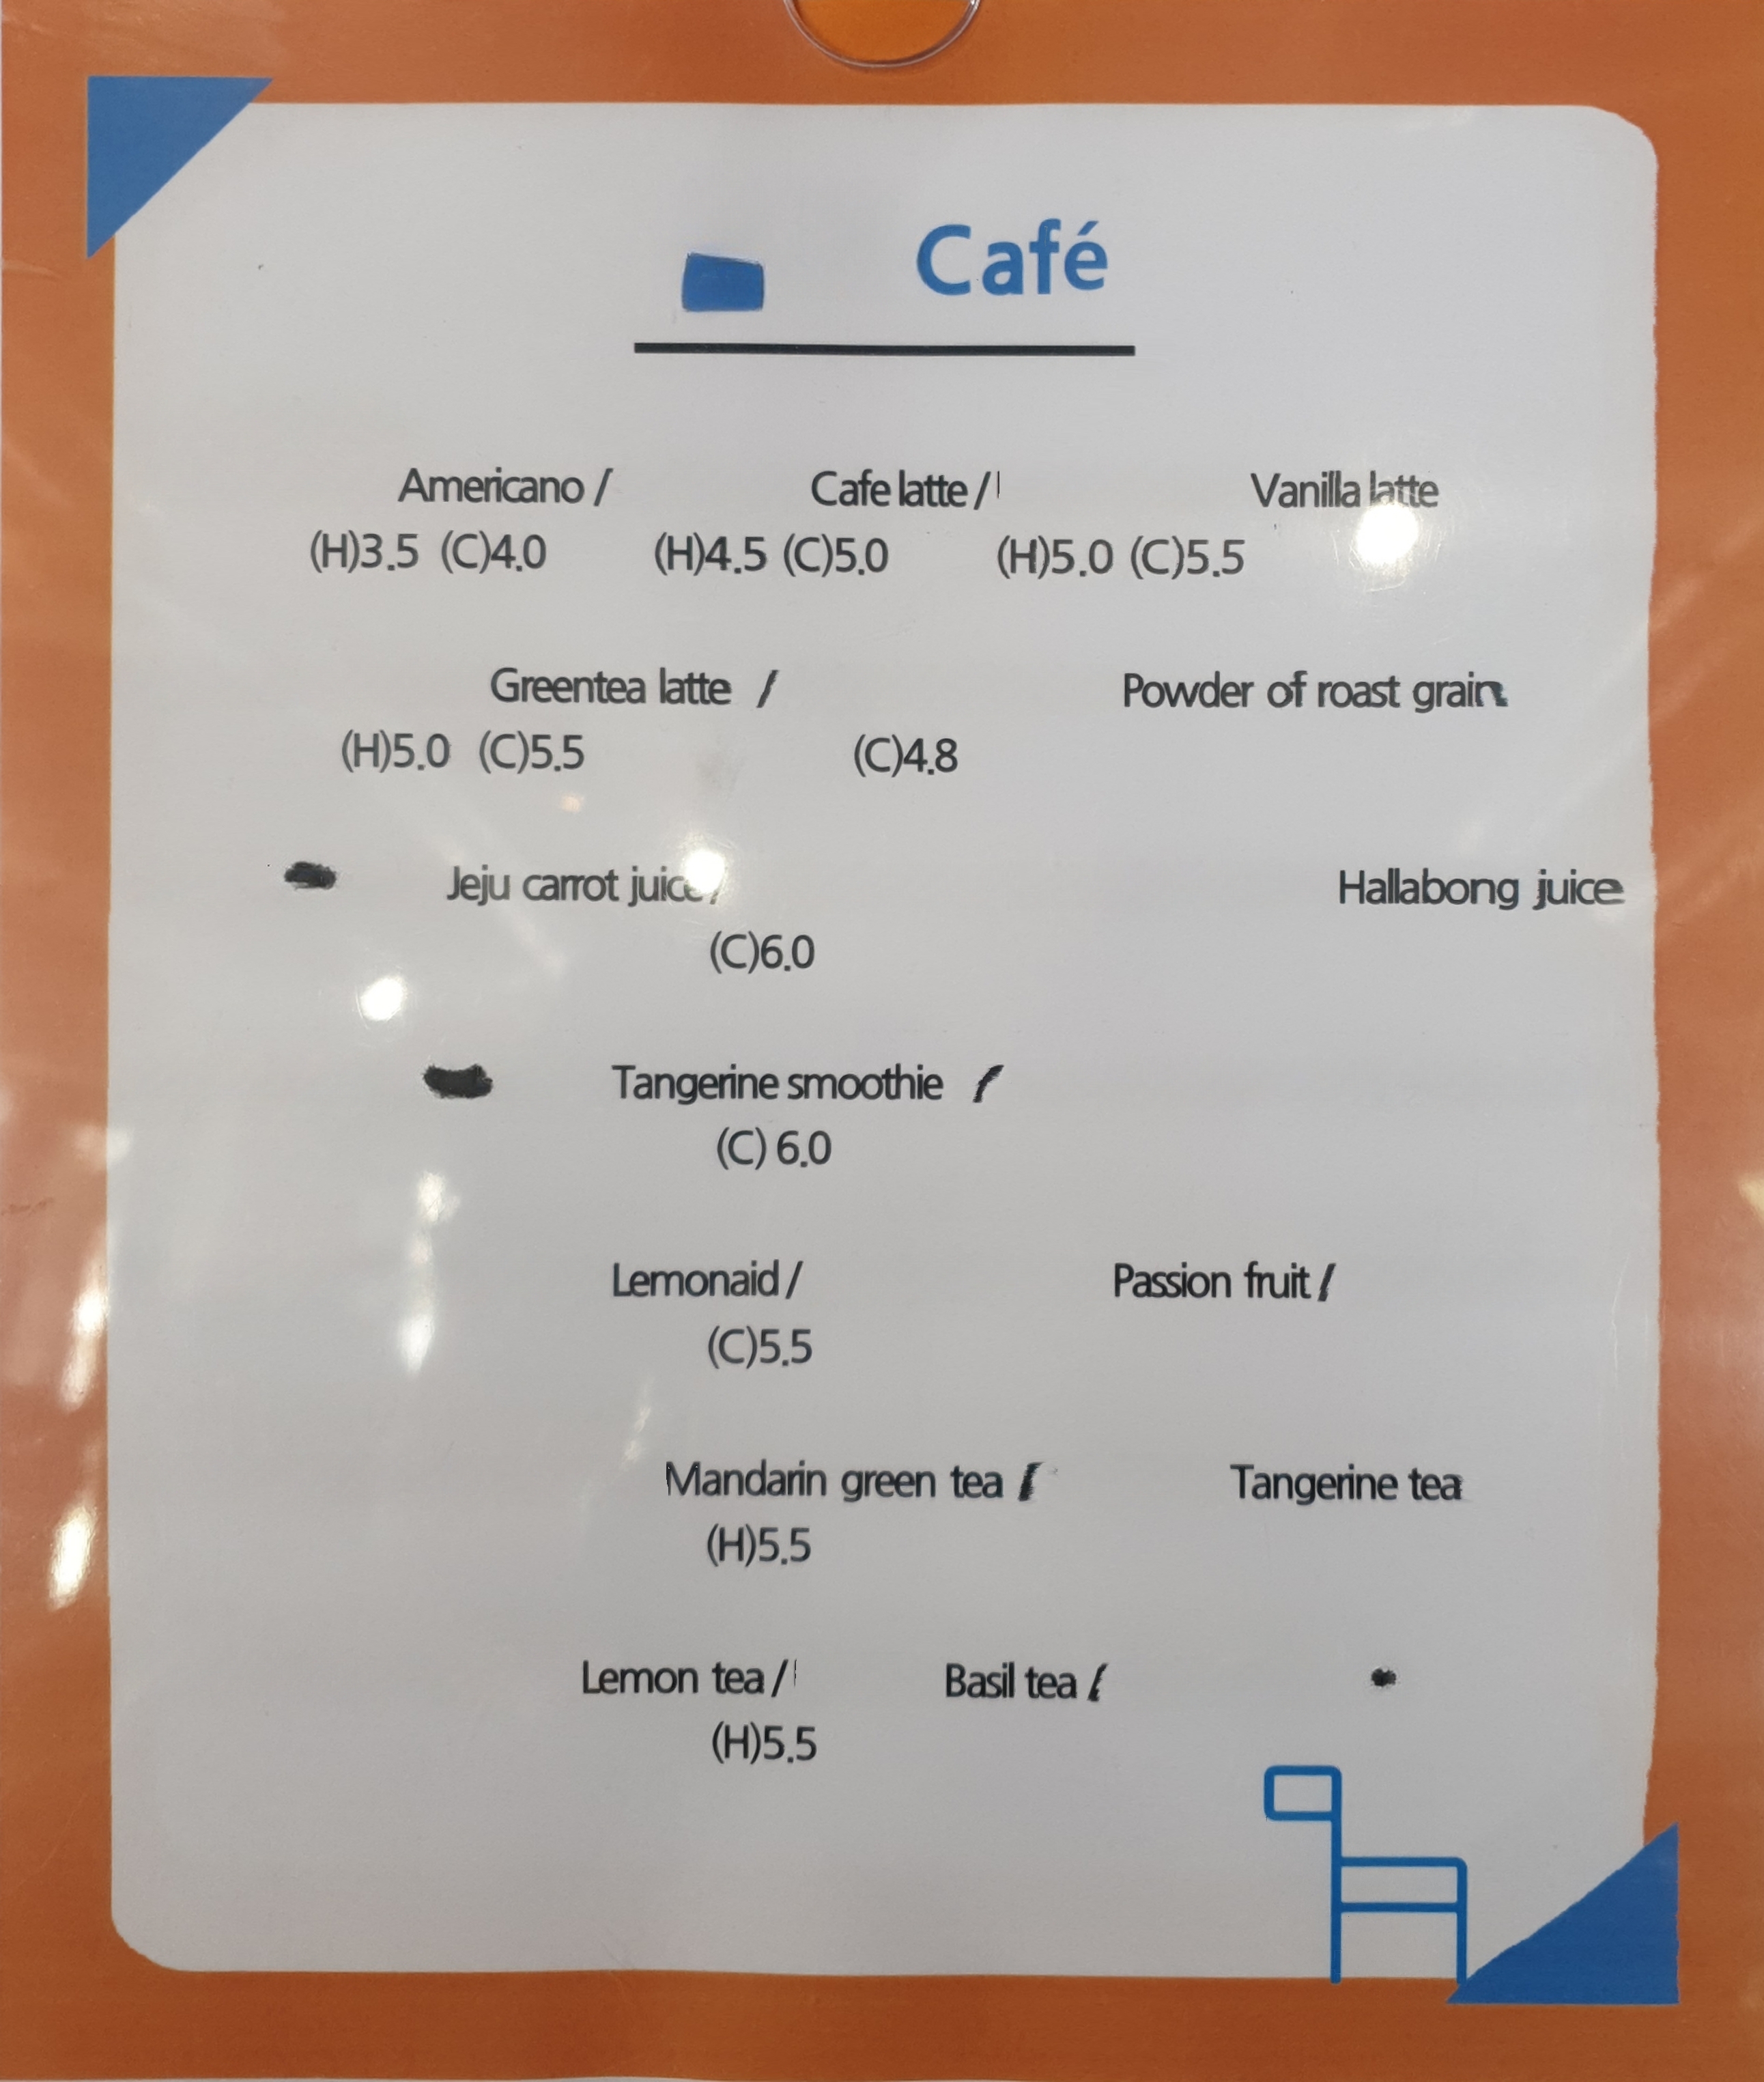 Café
Americano / Cafe latte / Vanilla latte
(H)3.5 (C)4.0 (H)4.5 (C)5.0 (H)5.0 (C)5.5
Greentea latte / Powder of roast grain
(H)5.0 (C)5.5 (C)4.8
Jeju carrot juice / Hallabong juice
(C)6.0
Tangerine smoothie /
(C) 6.0
Lemonaid / Passion fruit /
(C)5.5
Mandarin green tea / Tangerine tea
(H)5.5
Lemon tea / Basil tea /
(H)5.5